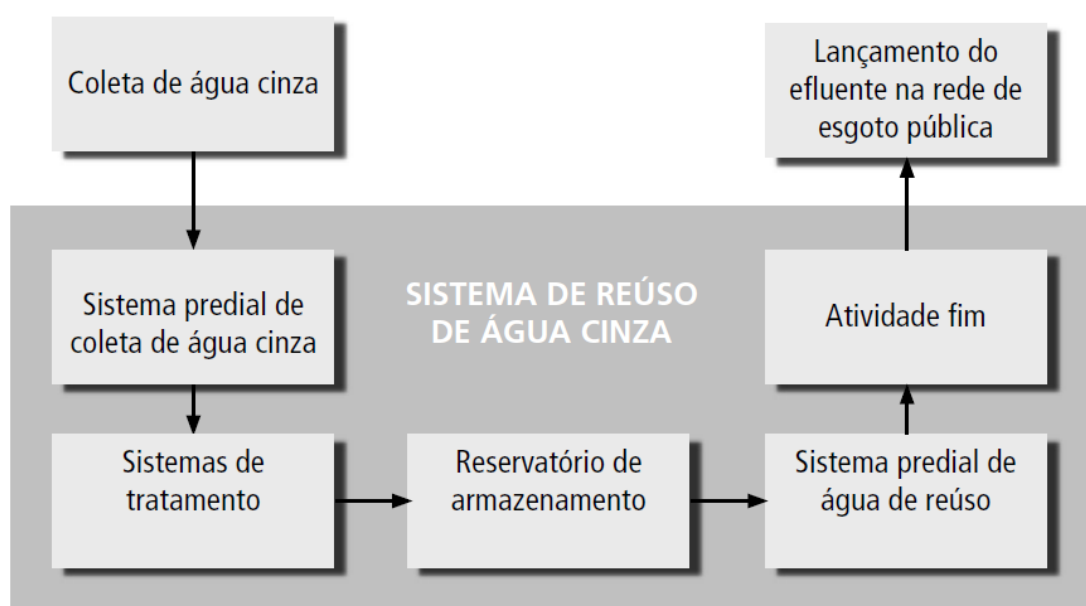 Coleta de água cinza
Lançamento do
efluente na rede de
esgoto pública
Sistema predial de
coleta de água cinza
SISTEMA DE REÚSO
DE ÁGUA CINZA
Atividade fim
Sistemas de
tratamento
Reservatório de
armazenamento
Sistema predial de
água de reúso